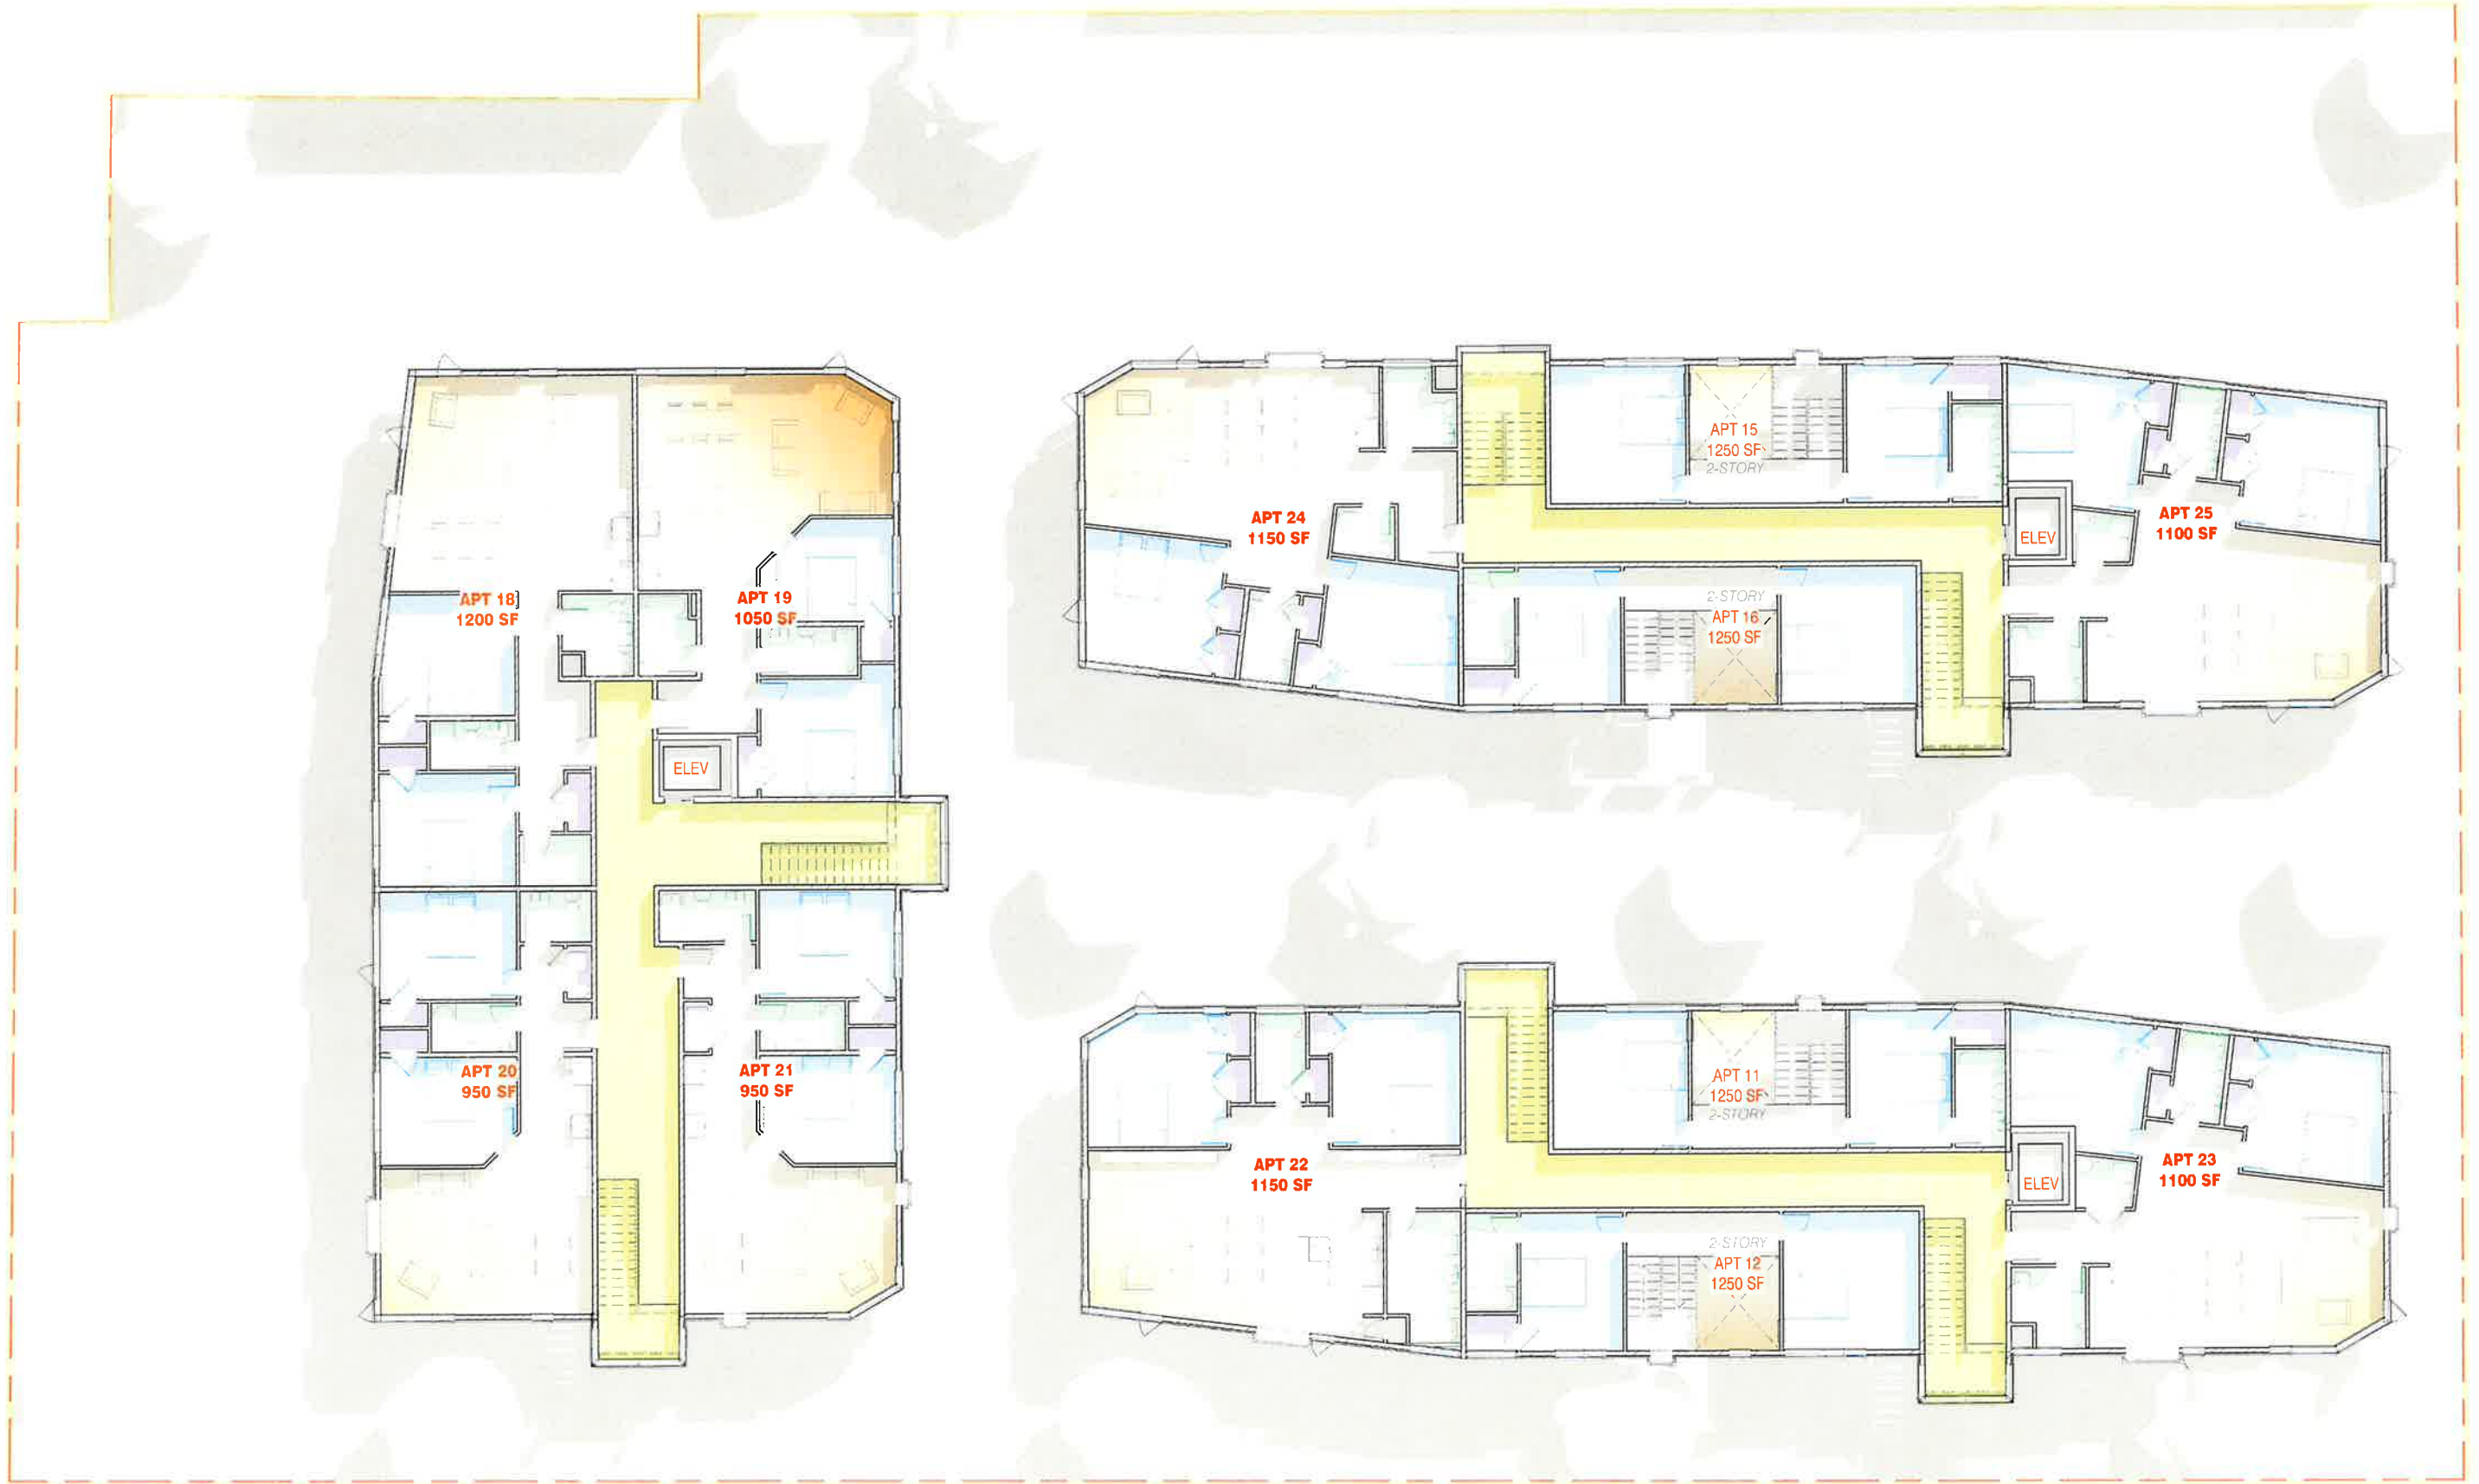 APT 15
1250 SF
2-STORY
APT 24
1150 SF
APT 25
1100 SF
ELEV
2-STORY
APT 16
1250 SF
APT 18
1200 SF
APT 19
1050 SF
ELEV
APT 20
950 SF
APT 21
950 SF
APT 11
1250 SF
2-STORY
APT 22
1150 SF
APT 23
1100 SF
ELEV
2-STORY
APT 12
1250 SF